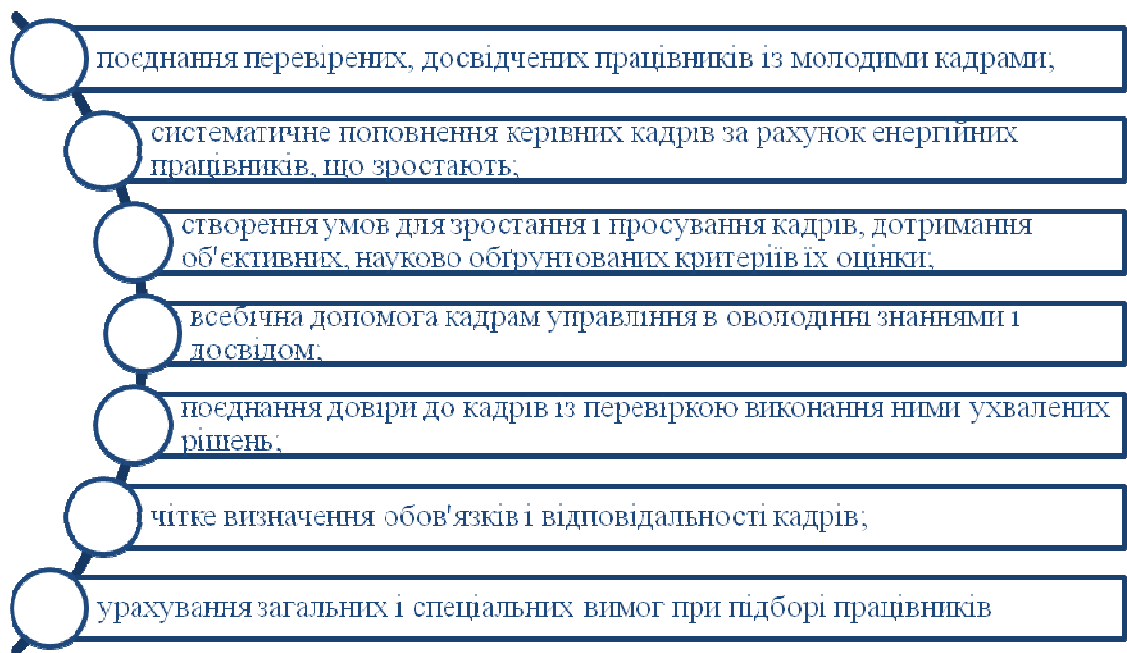 поєднання перевірених, досвідчених працівників із молодими кадрами;
систематичне поповнення керівних кадрів за рахунок енергійних
працівників, що зростають;
створення умов для зростання і просування кадрів, дотримання
об'єктивних, науково обґрунтованих критеріїв їх оцінки;
всебічна допомога кадрам управління в оволодінні знаннями і
досвідом;
поєднання довіри до кадрів із перевіркою виконання ними ухвалених
рішень;
чітке визначення обов'язків і відповідальності кадрів;
урахування загальних і спеціальних вимог при підборі працівників